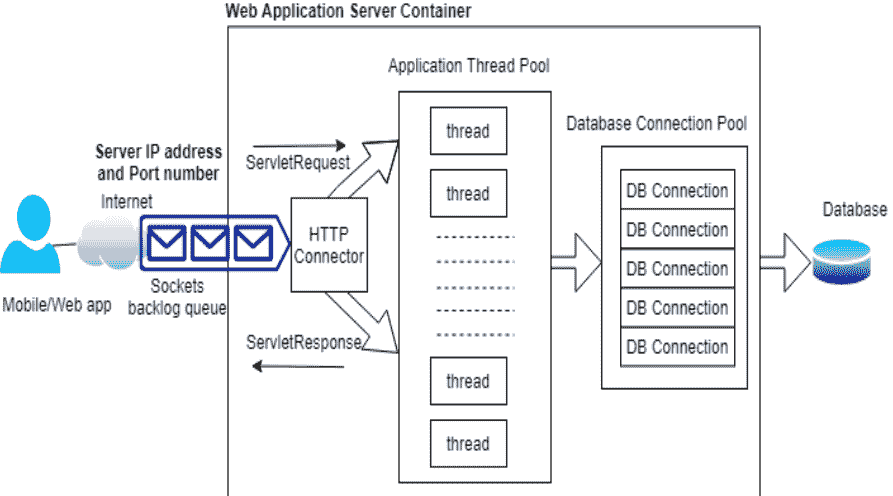 Web Application Server Container
Application Thread Pool
Database Connection Pool
Server IP address
and Port number
Internet
Mobile/Web app
Sockets
backlog queue
ServletRequest
HTTP
Connector
ServletResponse
thread
thread
thread
thread
DB Connection
DB Connection
DB Connection
DB Connection
DB Connection
Database